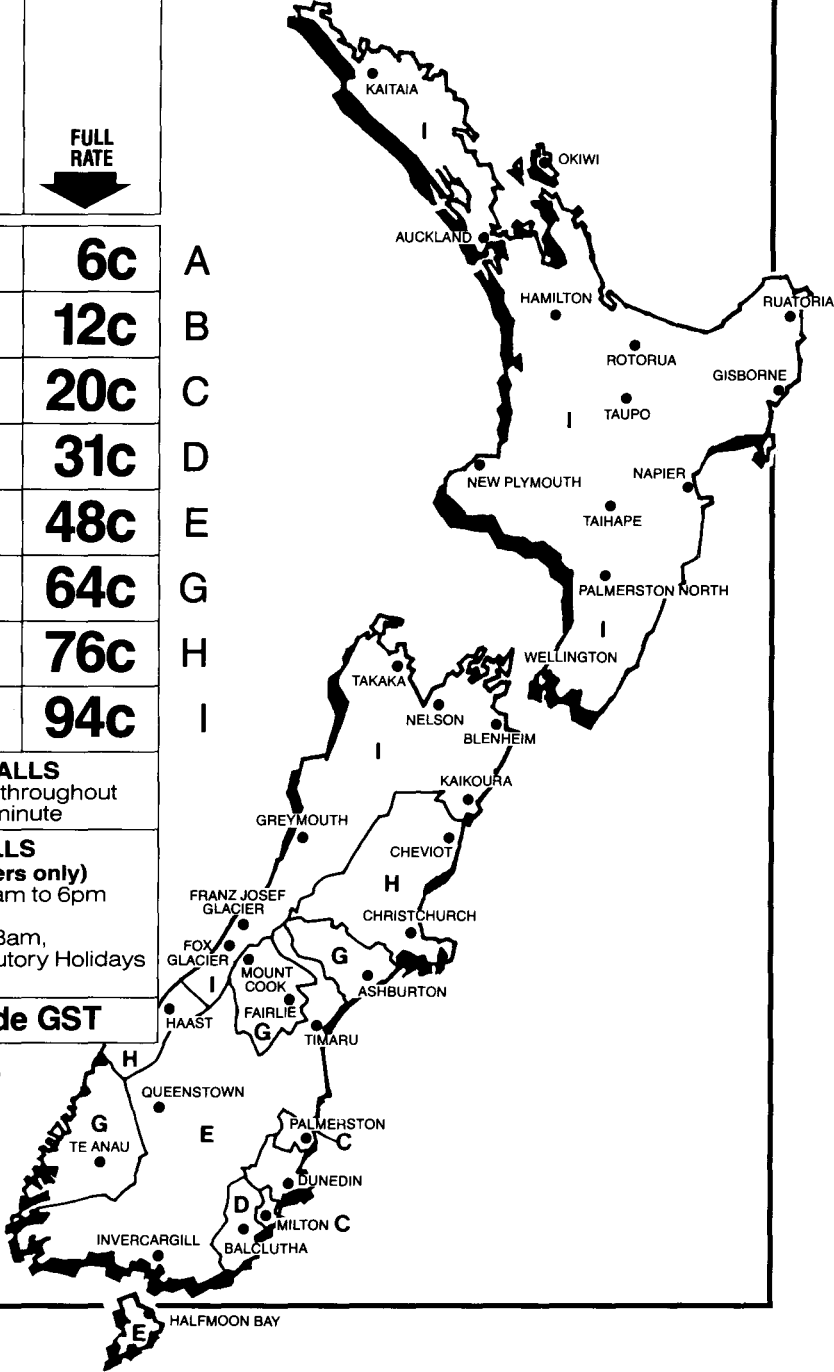 FULL
RATE
6c A
12c B
20c C
31c D
48c E
64c G
76c H
94c I
ALLS
throughout
minute
LLS
ers only)
am to 6pm
8am,
utory Holidays
de GST
KAITAIA
I
OKIWI
AUCKLAND
HAMILTON
RUATORIA
ROTORUA
GISBORNE
TAUPO
I
NEW PLYMOUTH
NAPIER
TAIHAPE
PALMERSTON NORTH
I
WELLINGTON
TAKAKA
NELSON
BLENHEIM
I
KAIKOURA
GREYMOUTH
CHEVIOT
H
FRANZ JOSEF
GLACIER
CHRISTCHURCH
FOX
GLACIER
G
MOUNT
COOK
I
ASHBURTON
FAIRLIE
HAAST
G
TIMARU
H
QUEENSTOWN
G
E
PALMERSTON
C
TE ANAU
DUNEDIN
D
MILTON C
INVERCARGILL
BALCLUTHA
HALFMOON BAY
E